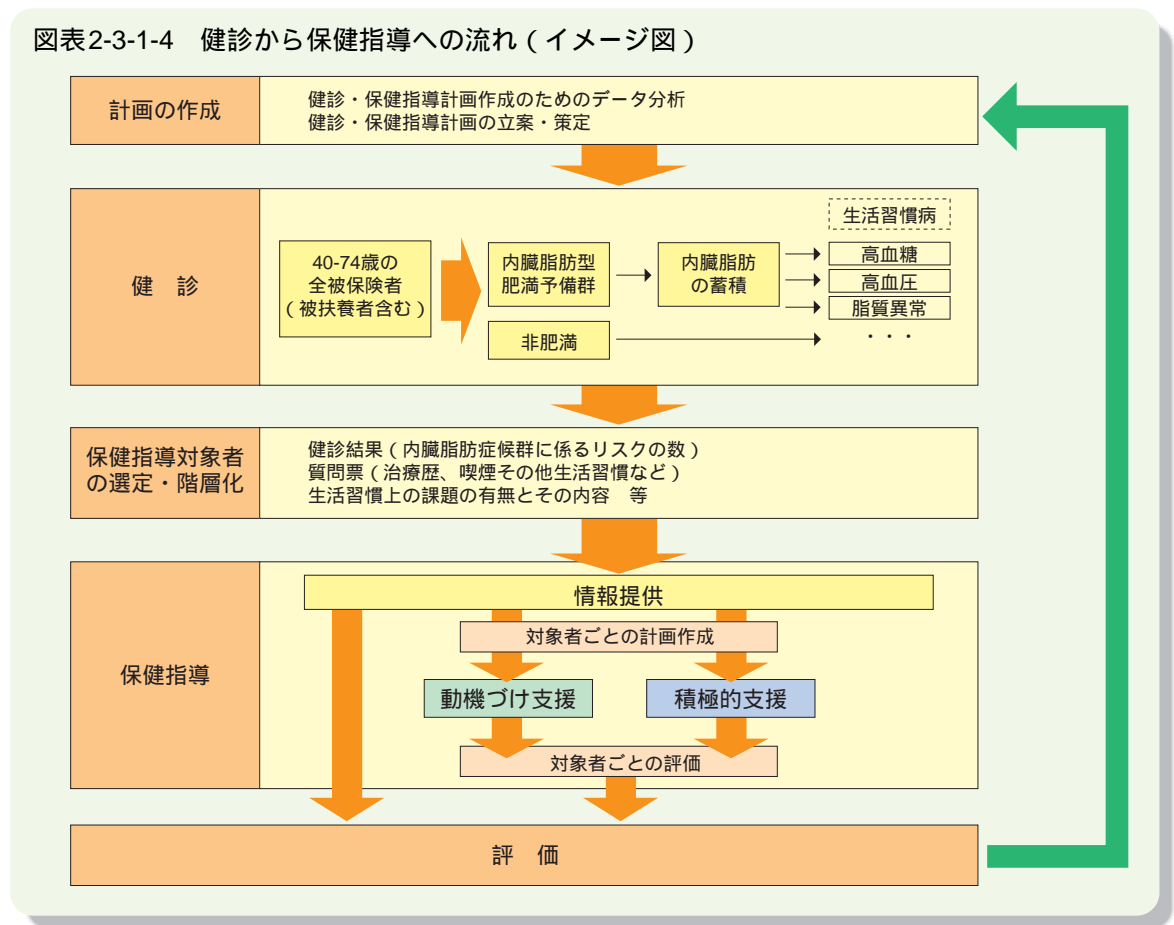 図表2-3-1-4　健診から保健指導への流れ（イメージ図）
計画の作成
健診・保健指導計画作成のためのデータ分析
健診・保健指導計画の立案・策定
健　診
40-74歳の
全被保険者
（被扶養者含む）
内臓脂肪型
肥満予備群
内臓脂肪
の蓄積
生活習慣病
高血糖
高血圧
脂質異常
・・・
非肥満
保健指導対象者
の選定・階層化
健診結果（内臓脂肪症候群に係るリスクの数）
質問票（治療歴、喫煙その他生活習慣など）
生活習慣上の課題の有無とその内容　等
保健指導
情報提供
対象者ごとの計画作成
動機づけ支援
積極的支援
対象者ごとの評価
評　価